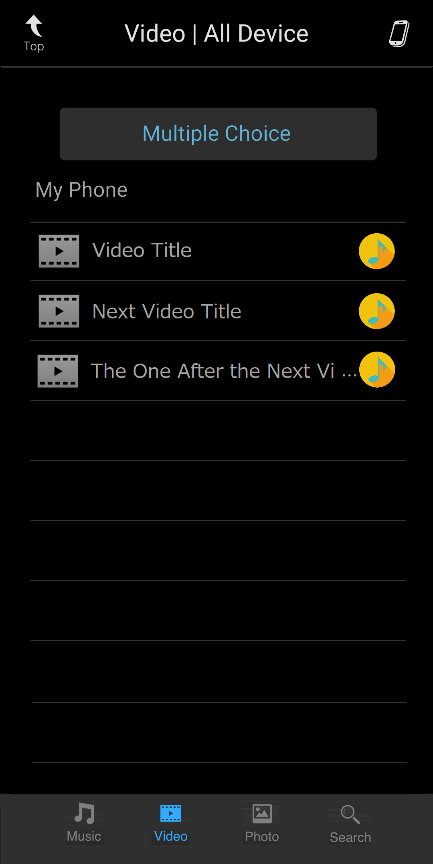 Top
Video | All Device
Multiple Choice
My Phone
Video Title
Next Video Title
The One After the Next Vi ...
Music
Video
Photo
Search